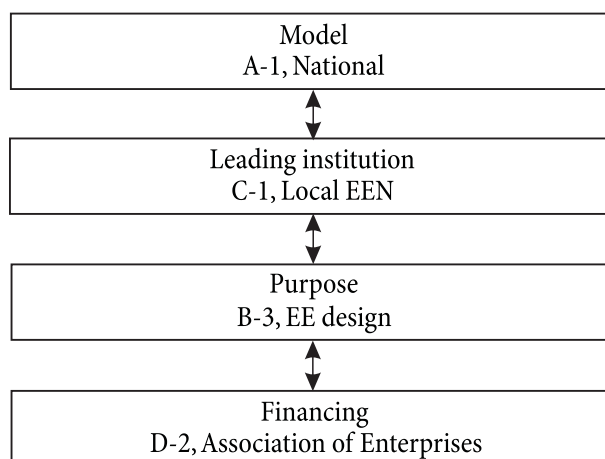 Model
A-1, National
Leading institution
C-1, Local EEN
Purpose
B-3, EE design
Financing
D-2, Association of Enterprises